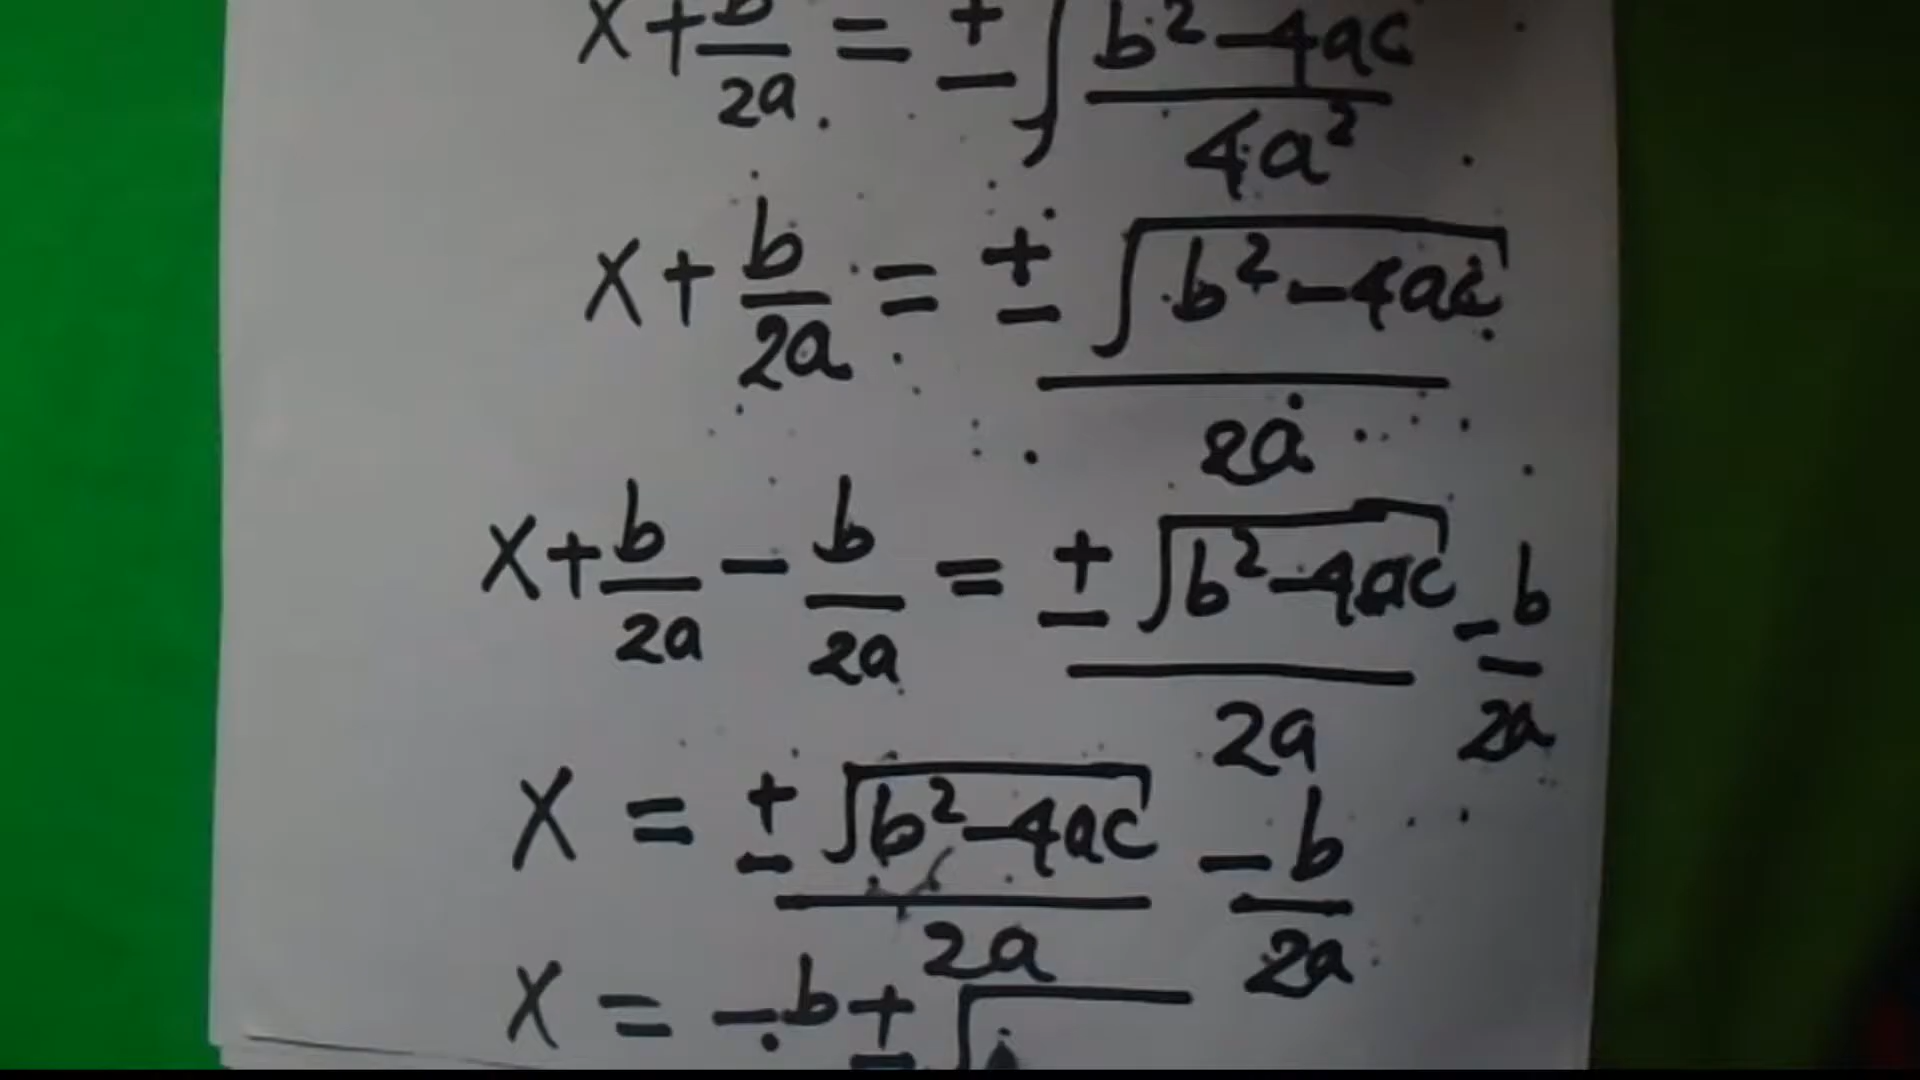 x + b/2a = ± √(b² - 4ac / 4a²)
x + b/2a = ± √(b² - 4ac) / 2a
x + b/2a - b/2a = ± √(b² - 4ac) / 2a - b/2a
x = ± √(b² - 4ac) / 2a - b/2a
x = -b ± √